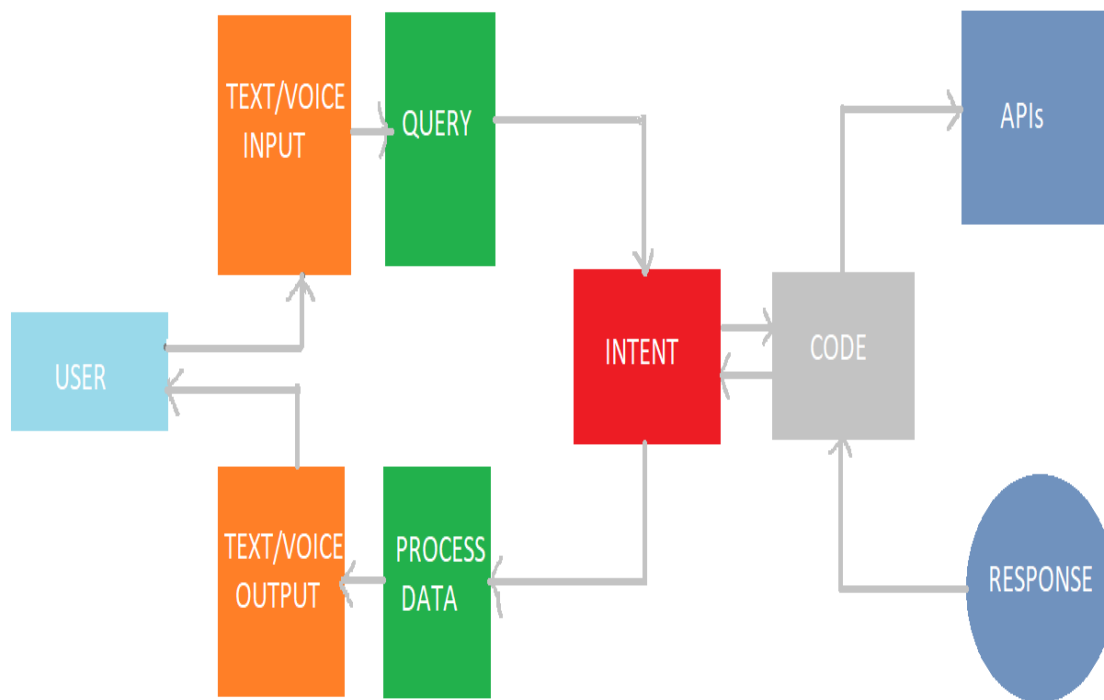 TEXT/VOICE
INPUT
QUERY
APIs
USER
INTENT
CODE
TEXT/VOICE
OUTPUT
PROCESS
DATA
RESPONSE